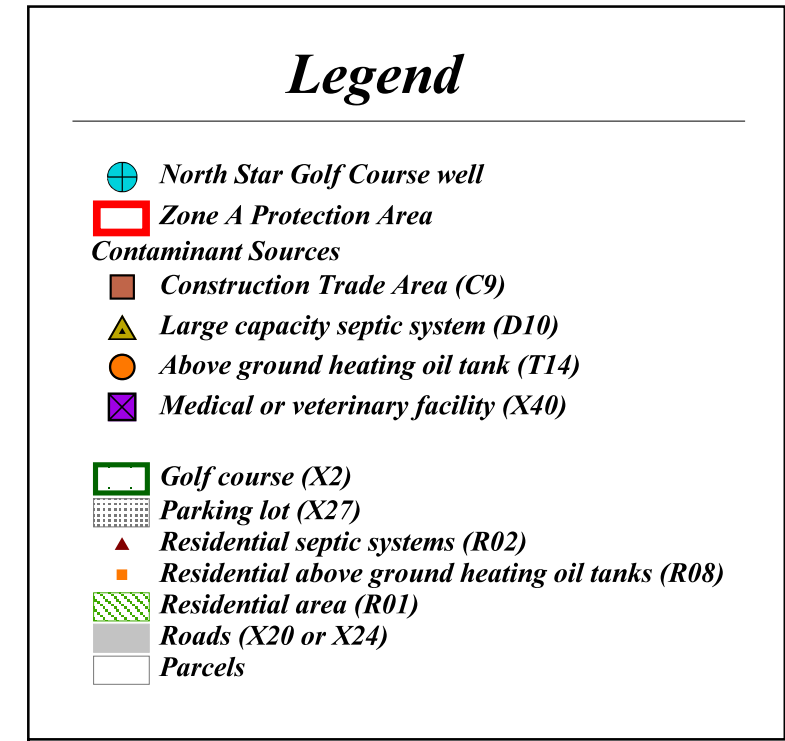 Legend
North Star Golf Course well
Zone A Protection Area
Contaminant Sources
Construction Trade Area (C9)
Large capacity septic system (D10)
Above ground heating oil tank (T14)
Medical or veterinary facility (X40)
Golf course (X2)
Parking lot (X27)
Residential septic systems (R02)
Residential above ground heating oil tanks (R08)
Residential area (R01)
Roads (X20 or X24)
Parcels